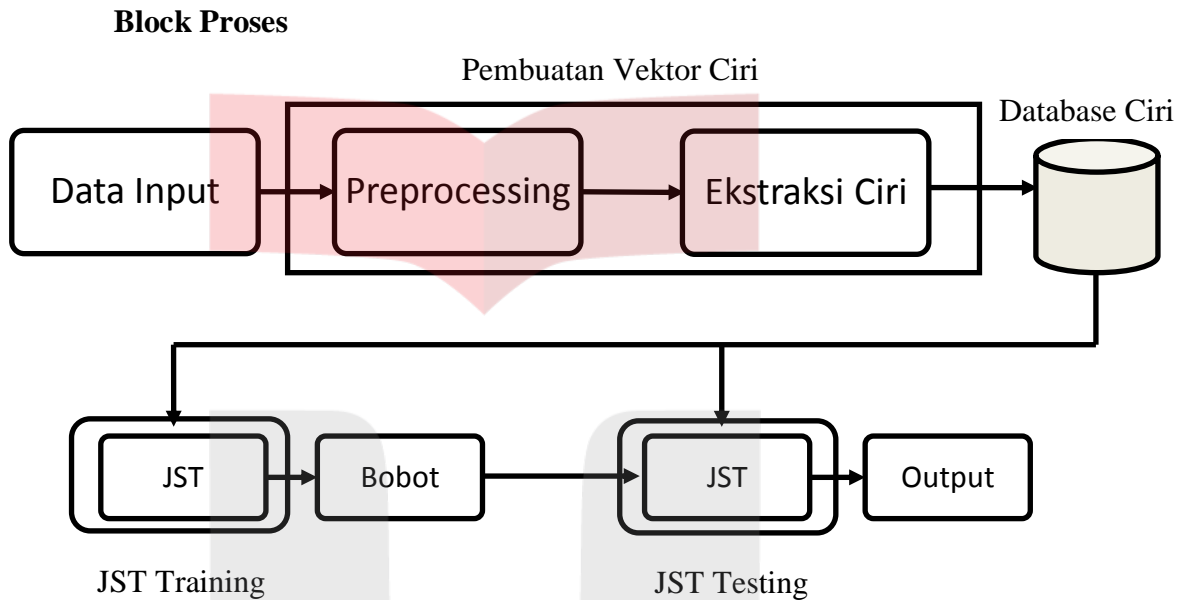 Block Proses
Pembuatan Vektor Ciri
Database Ciri
Data Input
Preprocessing
Ekstraksi Ciri
JST
Bobot
JST
Output
JST Training
JST Testing